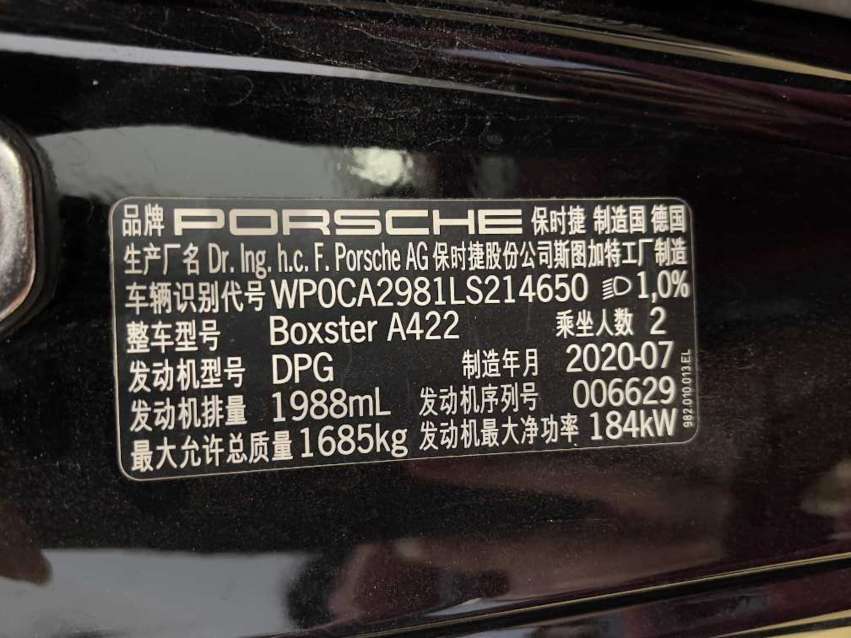 品牌 PORSCHE 保时捷 制造国 德国
生产厂名 Dr. Ing. h.c. F. Porsche AG 保时捷股份公司斯图加特工厂制造
车辆识别代号 WP0CA2981LS214650 1,0%
整车型号 Boxster A422 乘坐人数 2
发动机型号 DPG 制造年月 2020-07
发动机排量 1988mL 发动机序列号 006629
最大允许总质量 1685kg 发动机最大净功率 184kW
982.010.013.EL